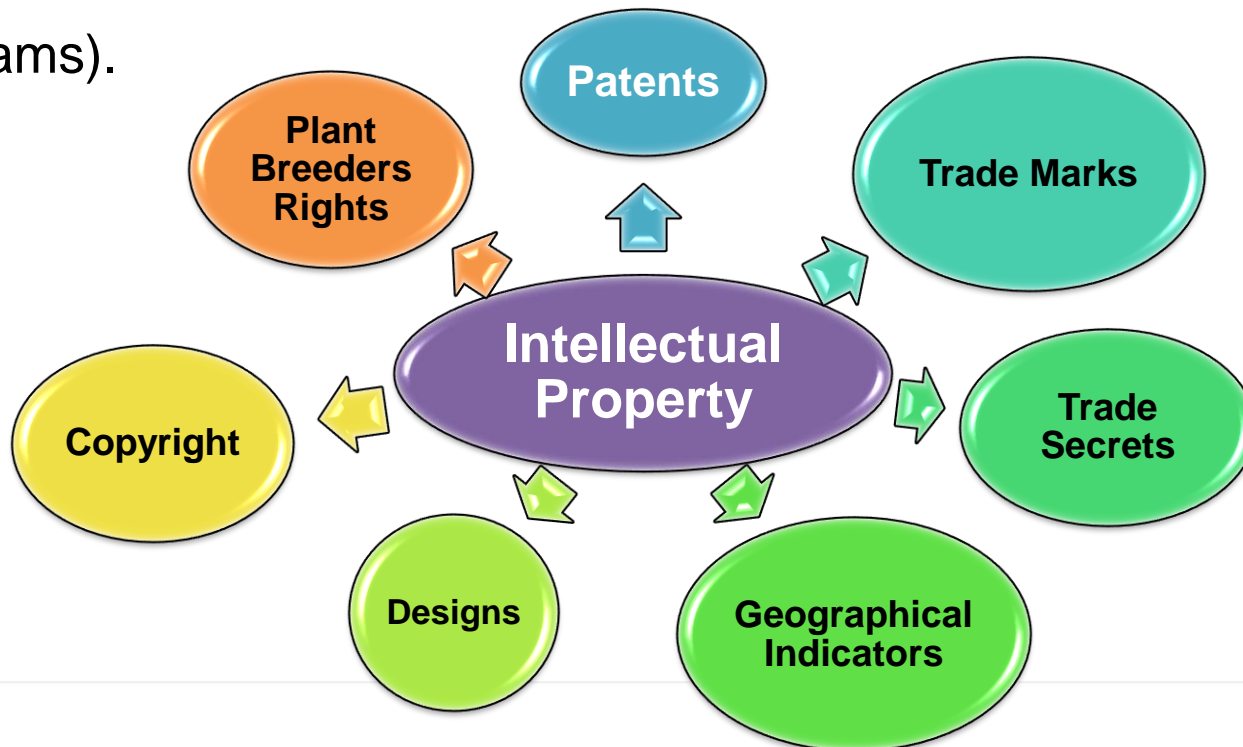 ams).
Patents
Plant
Breeders
Rights
Trade Marks
Intellectual
Property
Copyright
Trade
Secrets
Designs
Geographical
Indicators